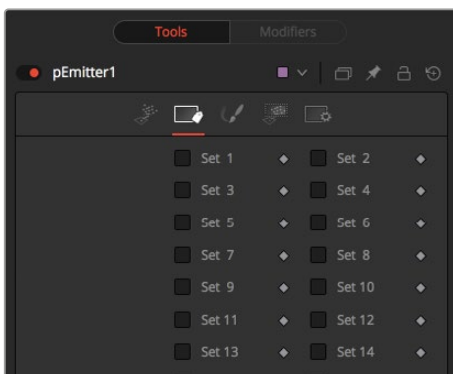 Tools Modifiers
pEmitter1
Set 1 Set 2
Set 3 Set 4
Set 5 Set 6
Set 7 Set 8
Set 9 Set 10
Set 11 Set 12
Set 13 Set 14